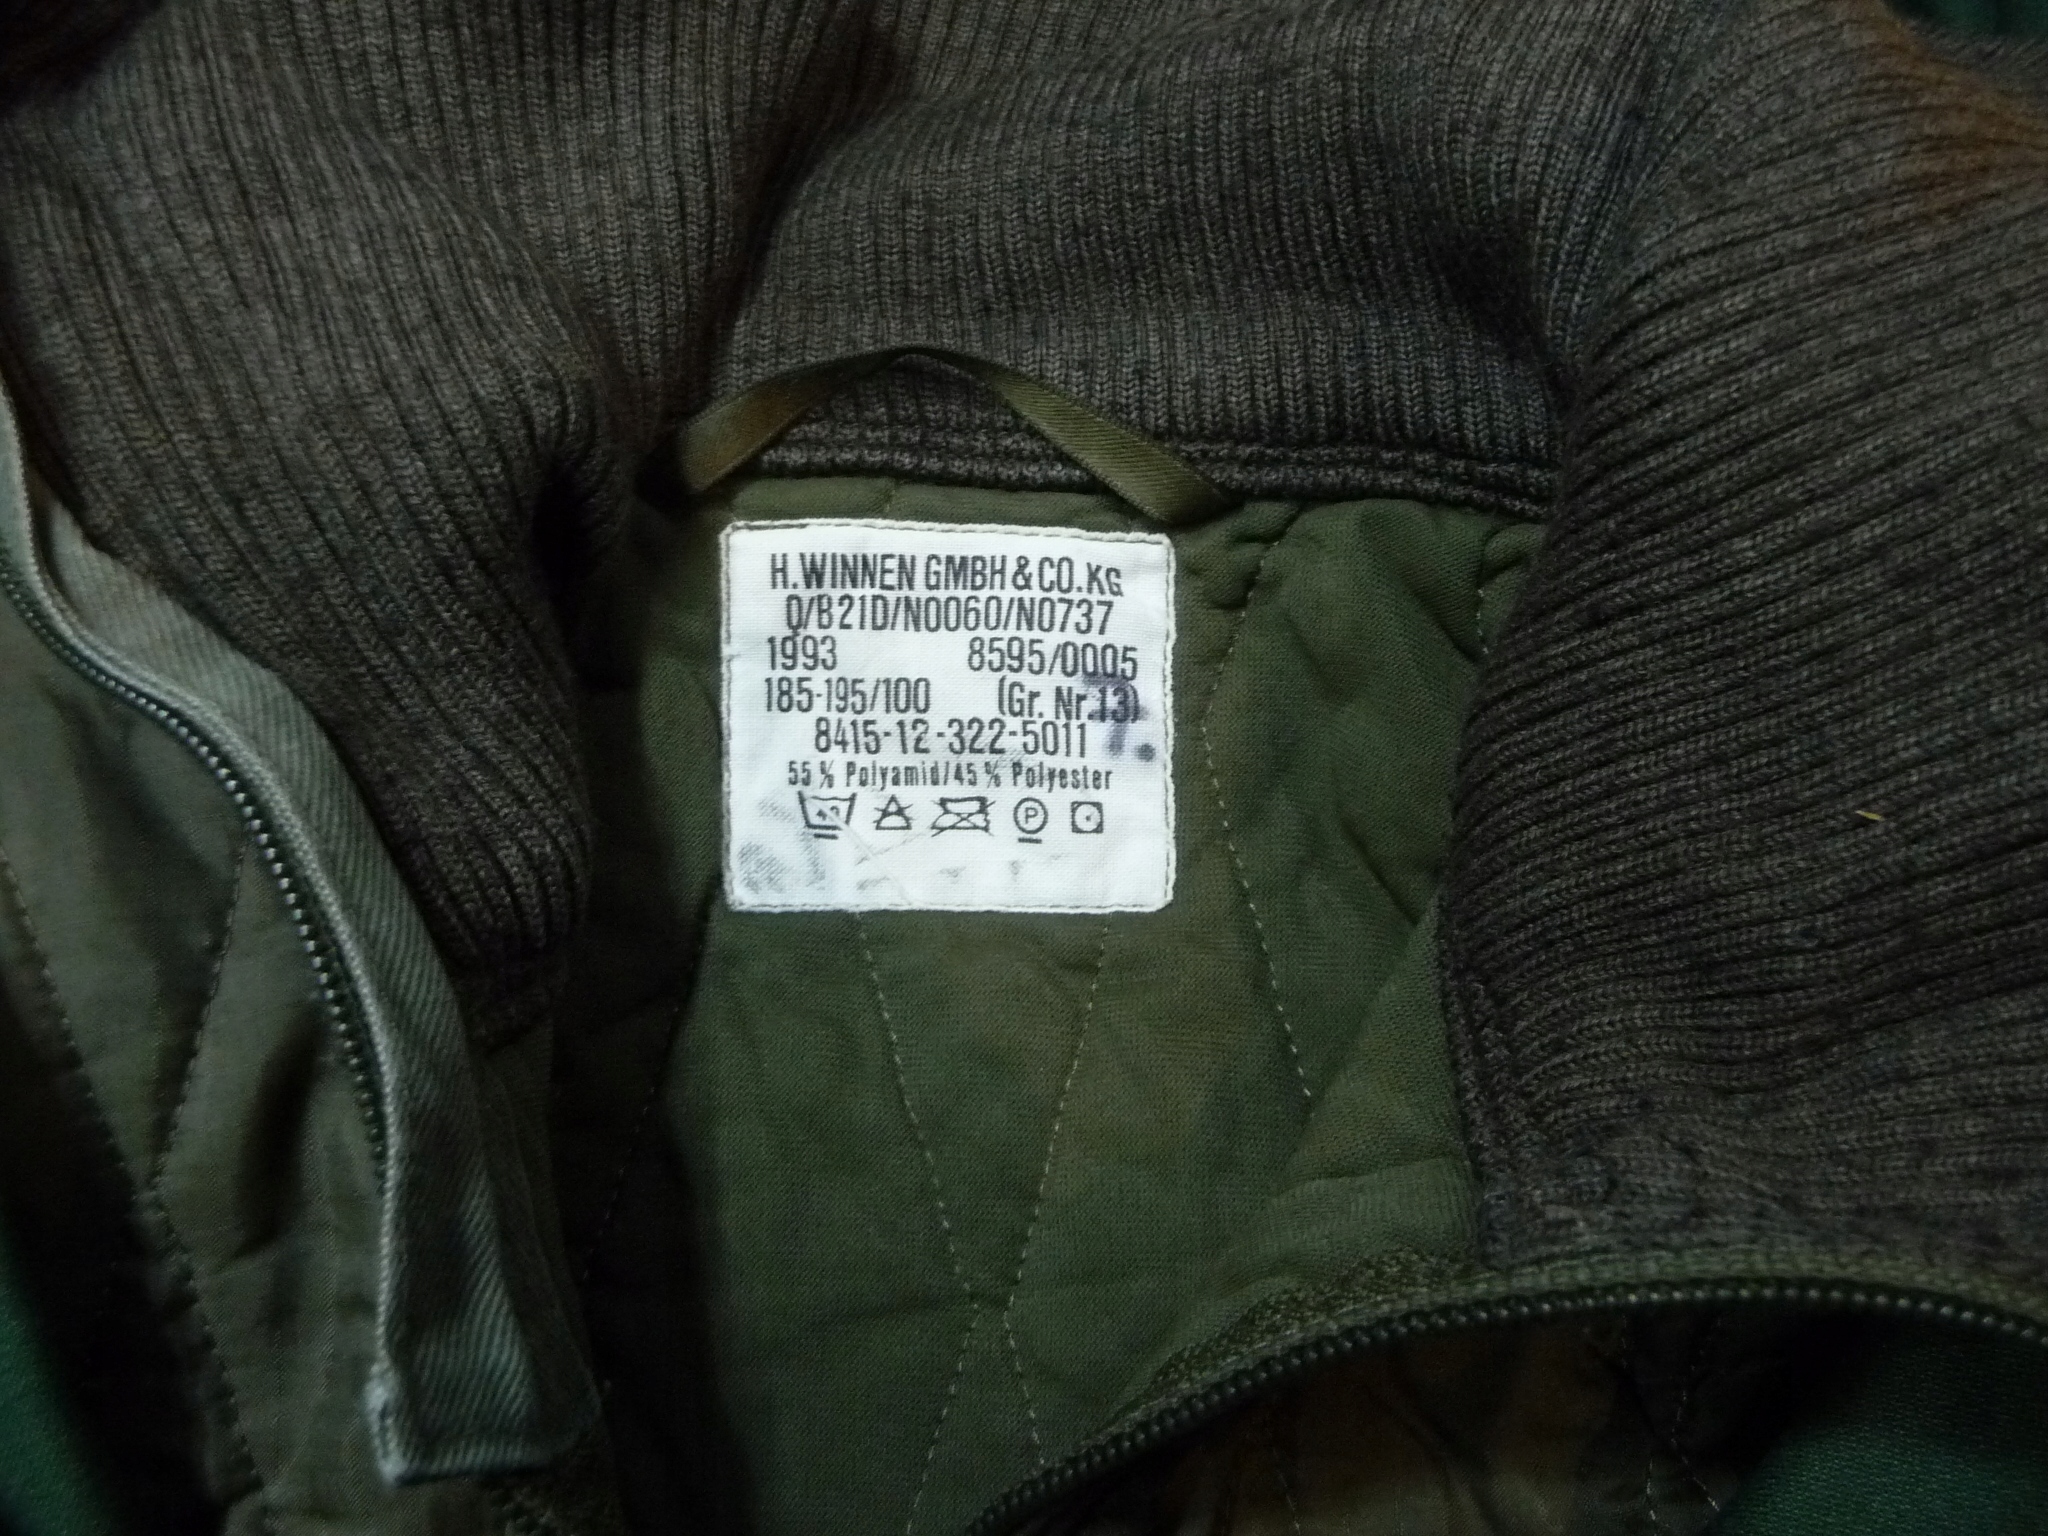 H.WINNEN GMBH & CO.KG
Q/B21D/N0060/N0737
1993 8595/0005
185-195/100 (Gr. Nr.13)
8415-12-322-5011
55 % Polyamid/45 % Polyester
P